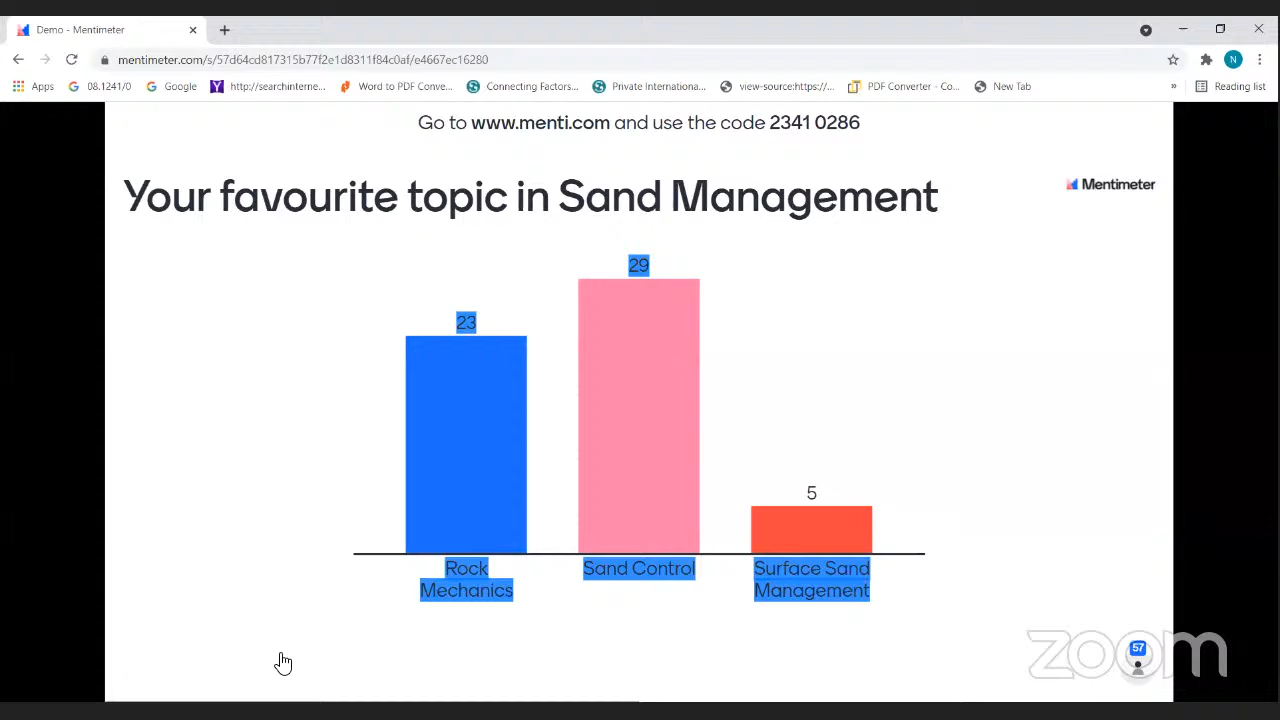 Demo - Mentimeter
mentimeter.com/s/57d64cd817315b77f2e1d8311f84c0af/e4667ec16280
N
Apps 08.1241/0 Google http://searchinterne... Word to PDF Conve... Connecting Factors... Private Internationa... view-source:https://... PDF Converter - Co... New Tab » Reading list
Go to www.menti.com and use the code 2341 0286
Your favourite topic in Sand Management
Mentimeter
29
23
5
Rock Mechanics
Sand Control
Surface Sand Management
57
zoom